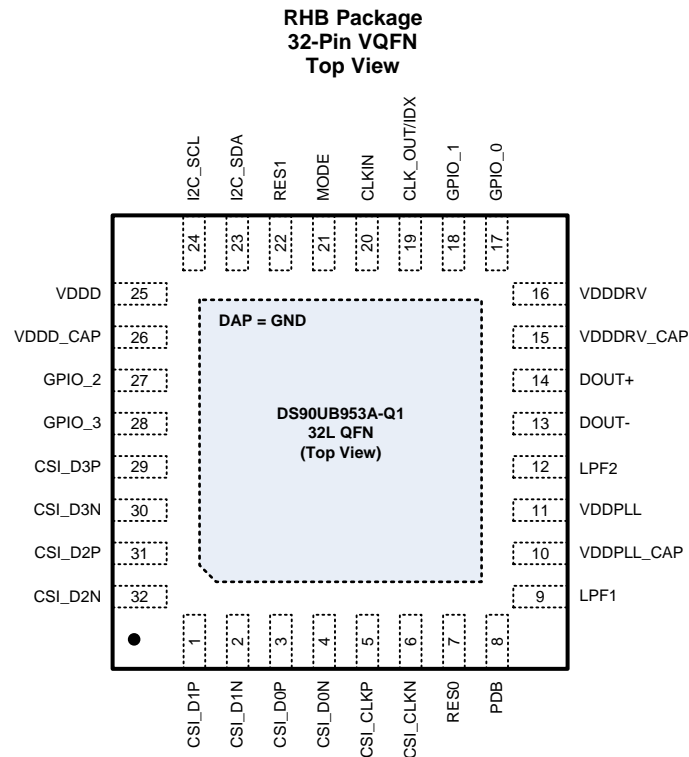 RHB Package
32-Pin VQFN
Top View
I2C_SCL
I2C_SDA
RES1
MODE
CLKIN
CLK_OUT/IDX
GPIO_1
GPIO_0
24
23
22
21
20
19
18
17
VDDD 25
VDDD_CAP 26
GPIO_2 27
GPIO_3 28
CSI_D3P 29
CSI_D3N 30
CSI_D2P 31
CSI_D2N 32
DAP = GND
DS90UB953A-Q1
32L QFN
(Top View)
16 VDDDRV
15 VDDDRV_CAP
14 DOUT+
13 DOUT-
12 LPF2
11 VDDPLL
10 VDDPLL_CAP
9 LPF1
1
2
3
4
5
6
7
8
CSI_D1P
CSI_D1N
CSI_D0P
CSI_D0N
CSI_CLKP
CSI_CLKN
RES0
PDB